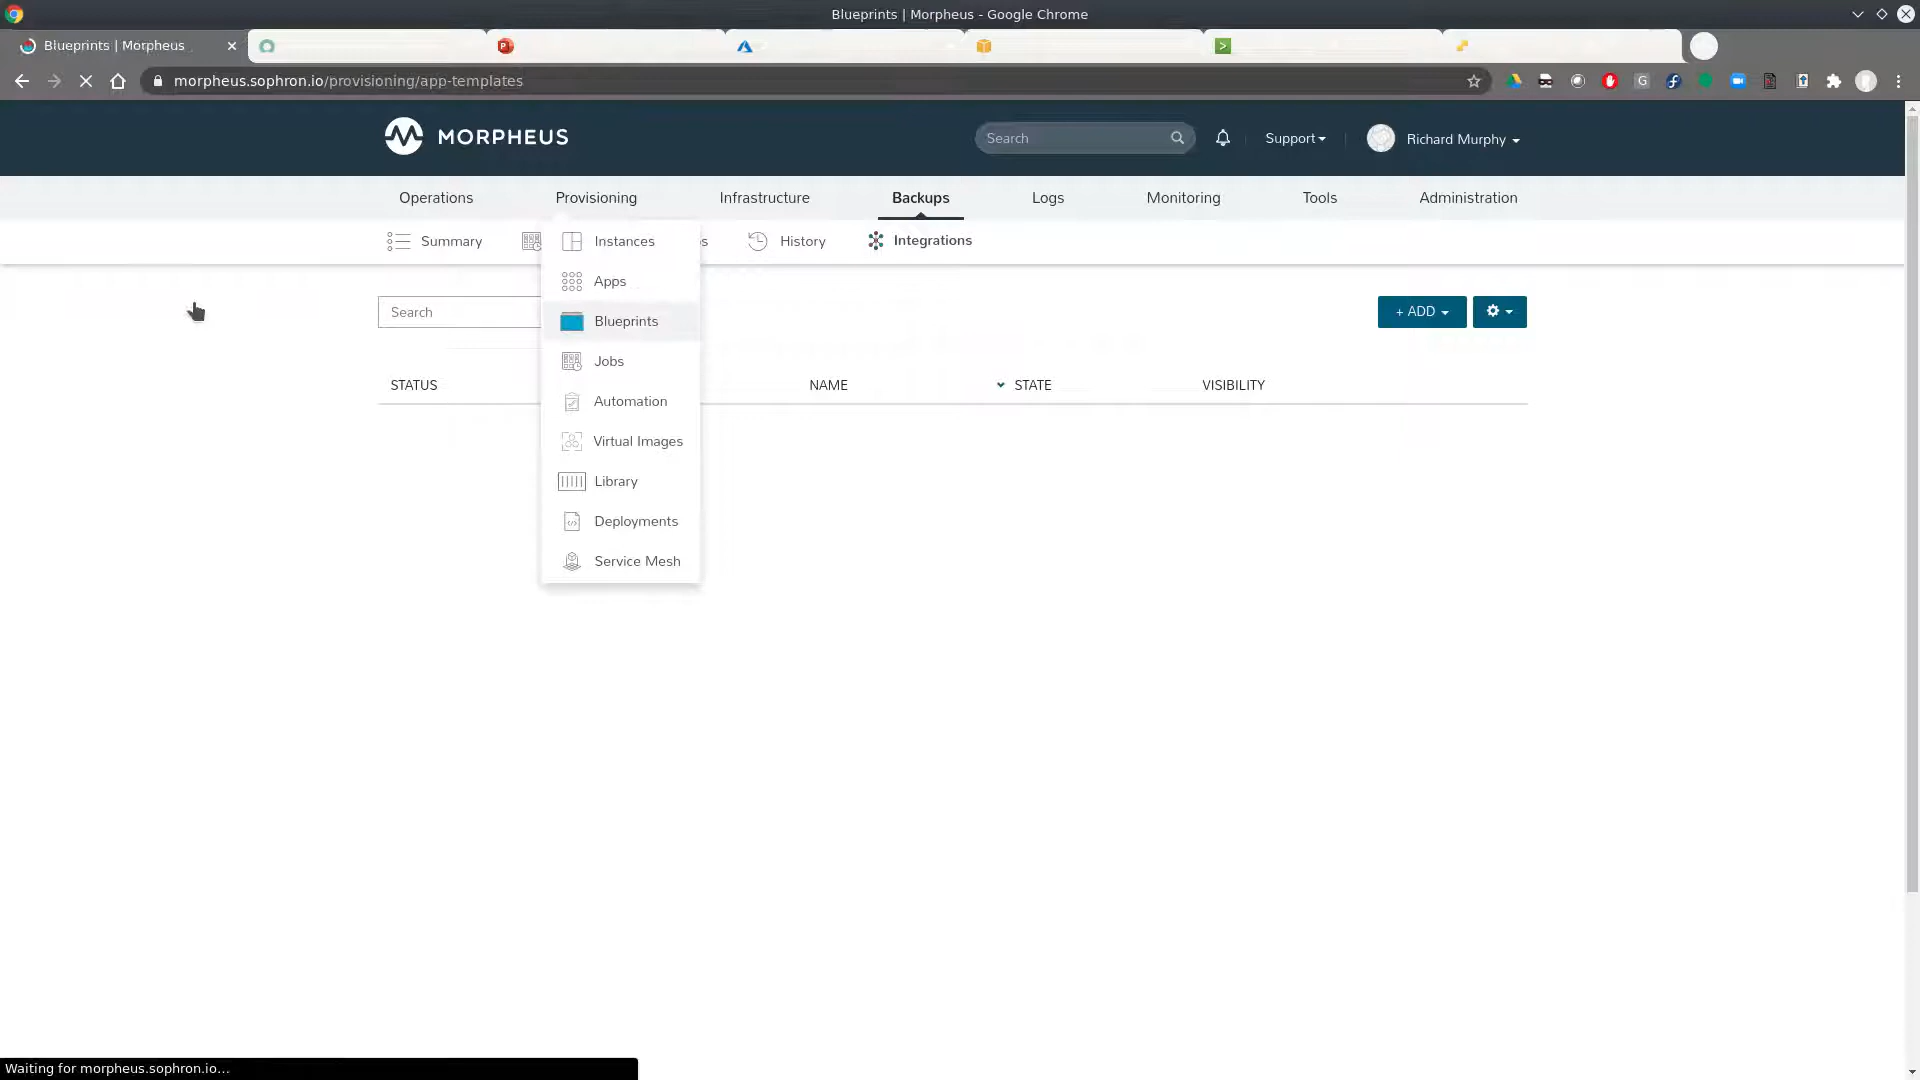 Blueprints | Morpheus - Google Chrome
Blueprints | Morpheus
morpheus.sophron.io/provisioning/app-templates
MORPHEUS
Search
Support
Richard Murphy
Operations Provisioning Infrastructure Backups Logs Monitoring Tools Administration
Summary
History
Integrations
Instances
Apps
Blueprints
Jobs
Automation
Virtual Images
Library
Deployments
Service Mesh
Search
+ ADD
STATUS NAME STATE VISIBILITY
Waiting for morpheus.sophron.io...